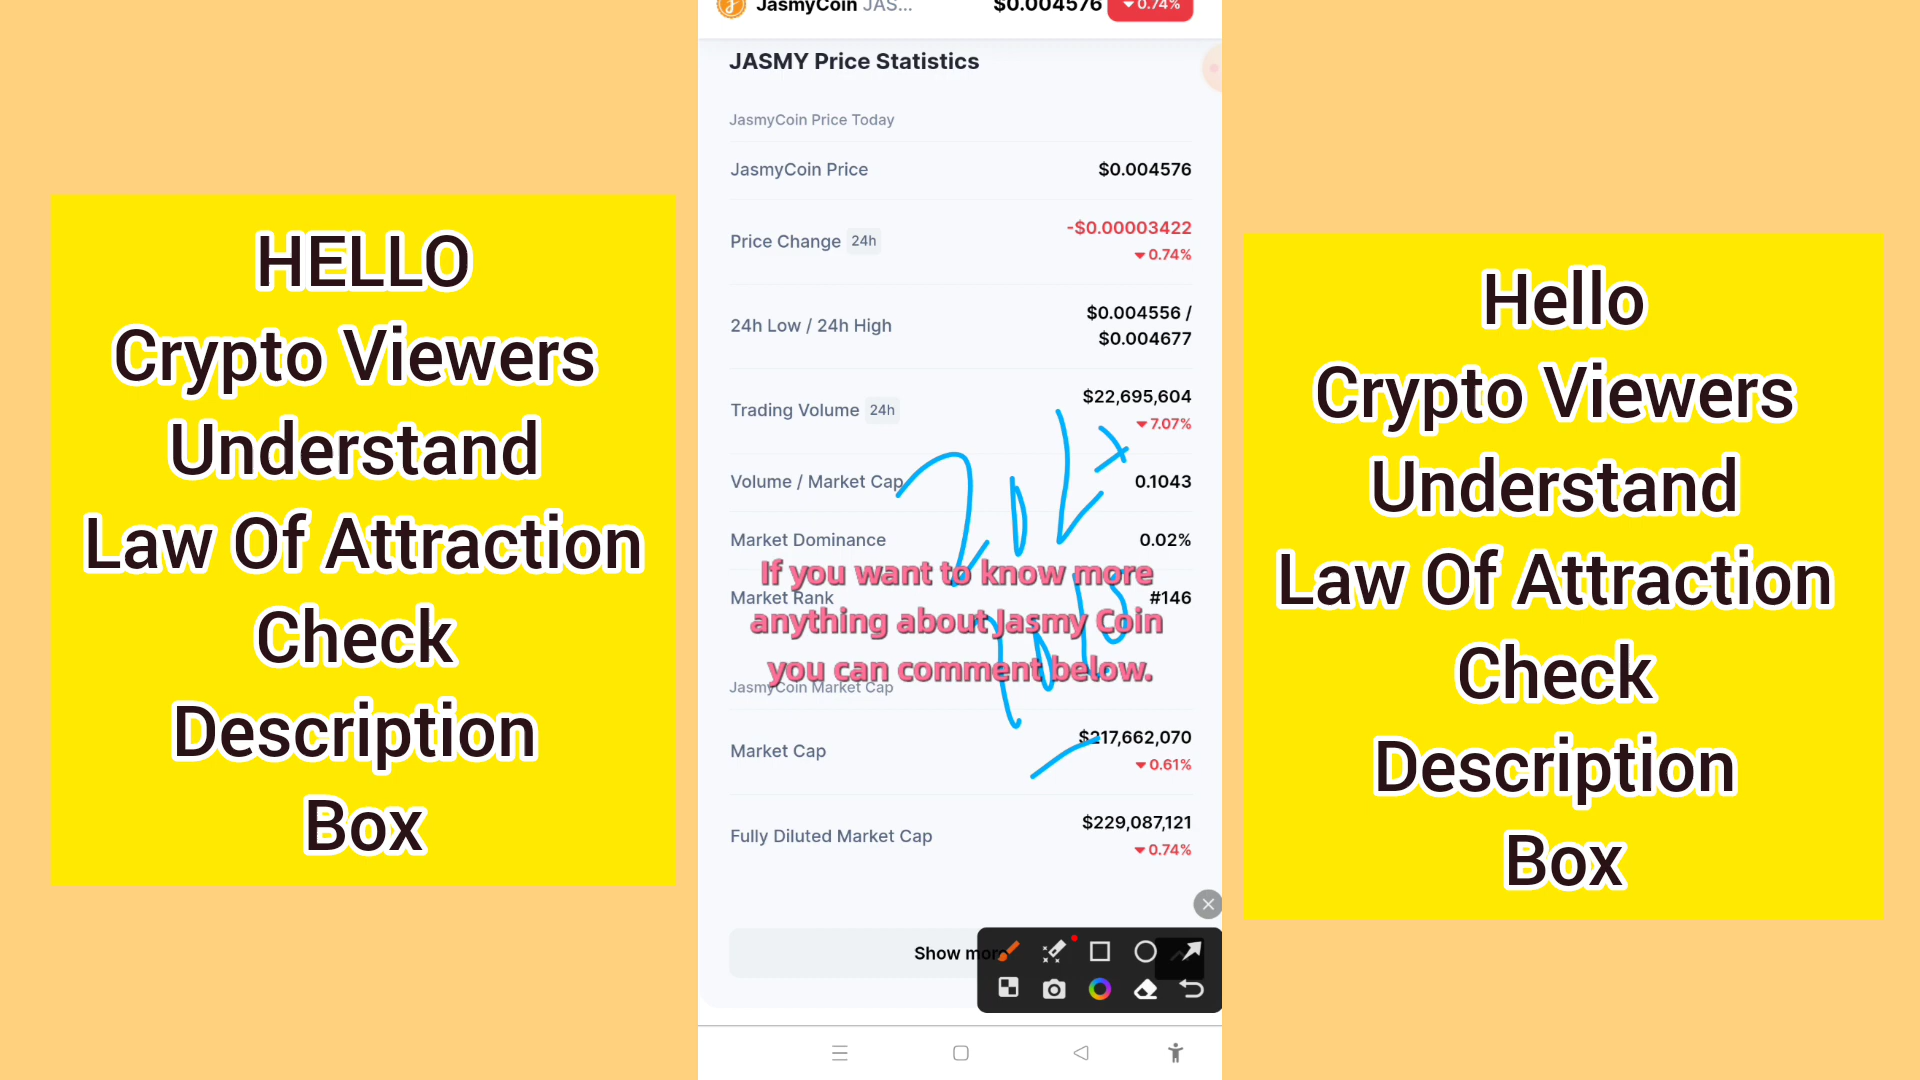 JasmyCoin JAS... $0.004576 0.74%
JASMY Price Statistics
JasmyCoin Price Today
JasmyCoin Price $0.004576
Price Change 24h -$0.00003422
0.74%
24h Low / 24h High $0.004556 /
$0.004677
Trading Volume 24h $22,695,604
7.07%
Volume / Market Cap 0.1043
Market Dominance 0.02%
Market Rank #146
If you want to know more
anything about Jasmy Coin
you can comment below.
JasmyCoin Market Cap
Market Cap $217,662,070
0.61%
Fully Diluted Market Cap $229,087,121
0.74%
Show more
HELLO
Crypto Viewers
Understand
Law Of Attraction
Check
Description
Box
Hello
Crypto Viewers
Understand
Law Of Attraction
Check
Description
Box